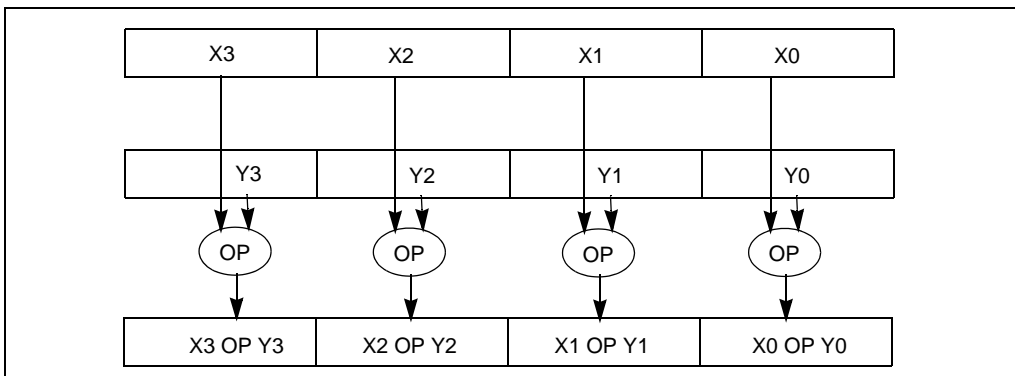 X3 X2 X1 X0
Y3 Y2 Y1 Y0
OP OP OP OP
X3 OP Y3 X2 OP Y2 X1 OP Y1 X0 OP Y0